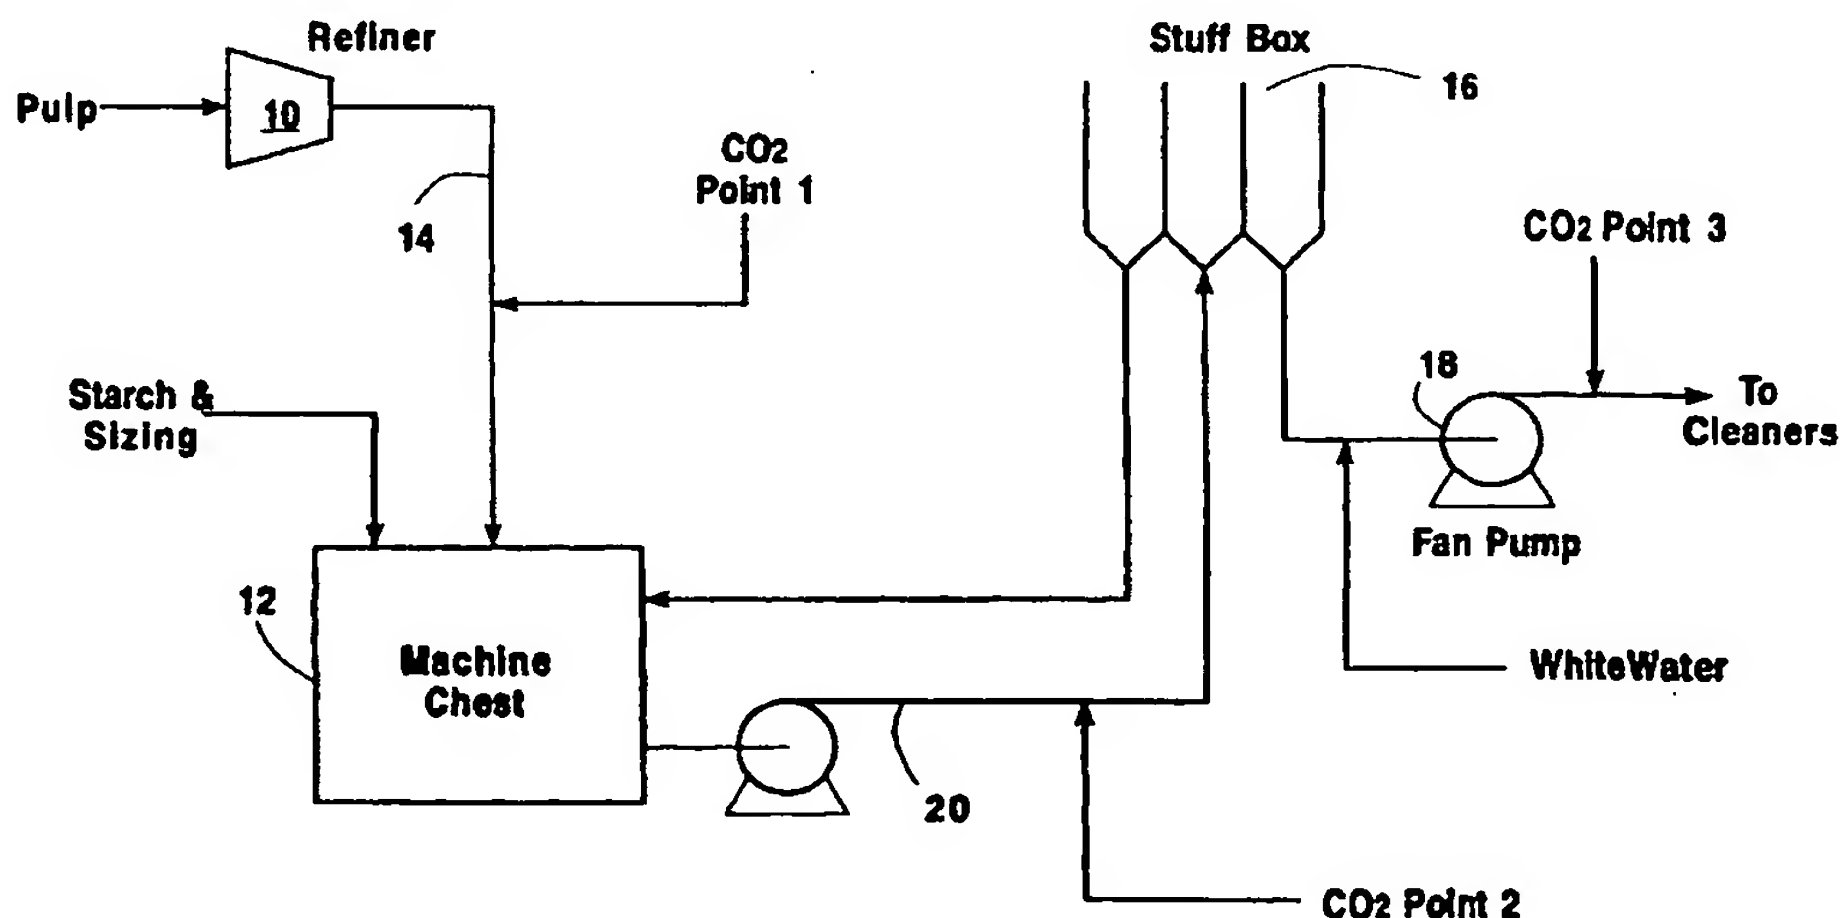 Refiner
Pulp
10
14
CO2
Point 1
Stuff Box
16
CO2 Point 3
18
To
Cleaners
Fan Pump
Starch &
Sizing
12
Machine
Chest
WhiteWater
20
CO2 Point 2